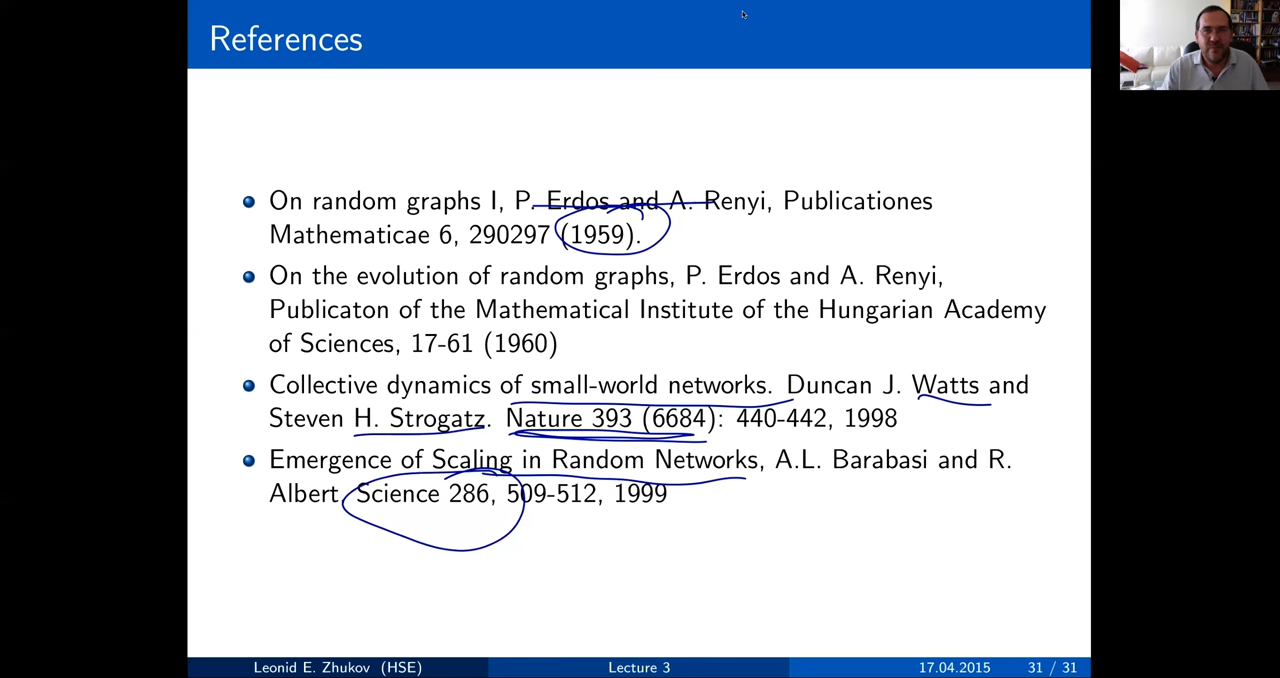 References
On random graphs I, P. Erdos and A. Renyi, Publicationes
Mathematicae 6, 290297 (1959).
On the evolution of random graphs, P. Erdos and A. Renyi,
Publicaton of the Mathematical Institute of the Hungarian Academy
of Sciences, 17-61 (1960)
Collective dynamics of small-world networks. Duncan J. Watts and
Steven H. Strogatz. Nature 393 (6684): 440-442, 1998
Emergence of Scaling in Random Networks, A.L. Barabasi and R.
Albert Science 286, 509-512, 1999
Leonid E. Zhukov (HSE) Lecture 3 17.04.2015 31 / 31